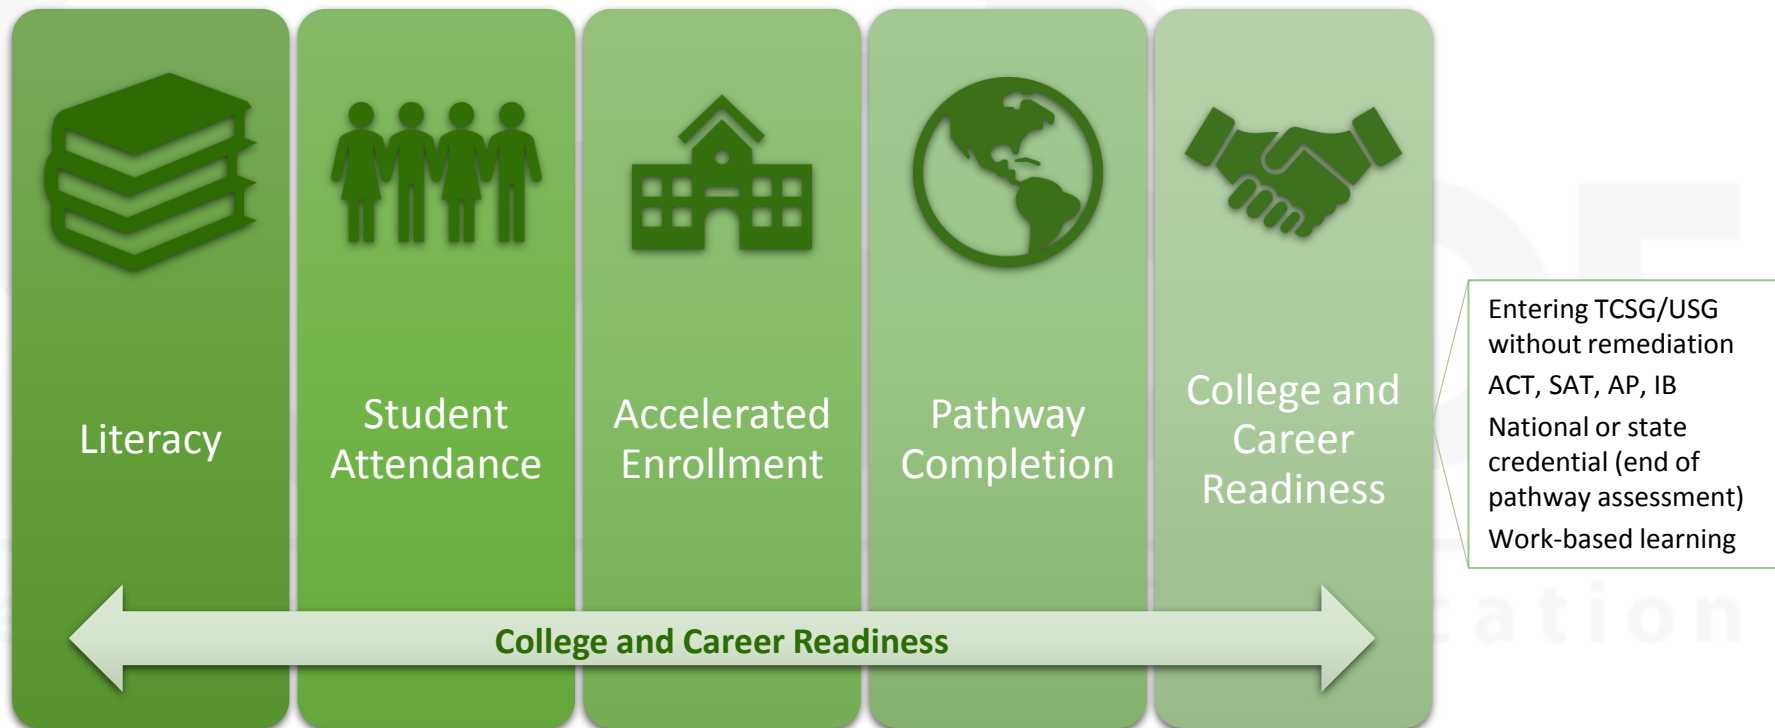 Literacy
Student
Attendance
Accelerated
Enrollment
Pathway
Completion
College and
Career
Readiness
Entering TCSG/USG
without remediation
ACT, SAT, AP, IB
National or state
credential (end of
pathway assessment)
Work-based learning
College and Career Readiness